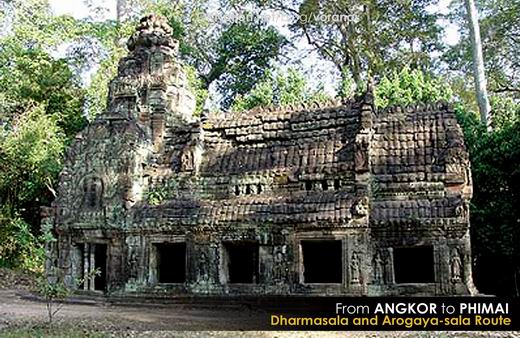 From ANGKOR to PHIMAI
Dharmasala and Arogaya-sala Route